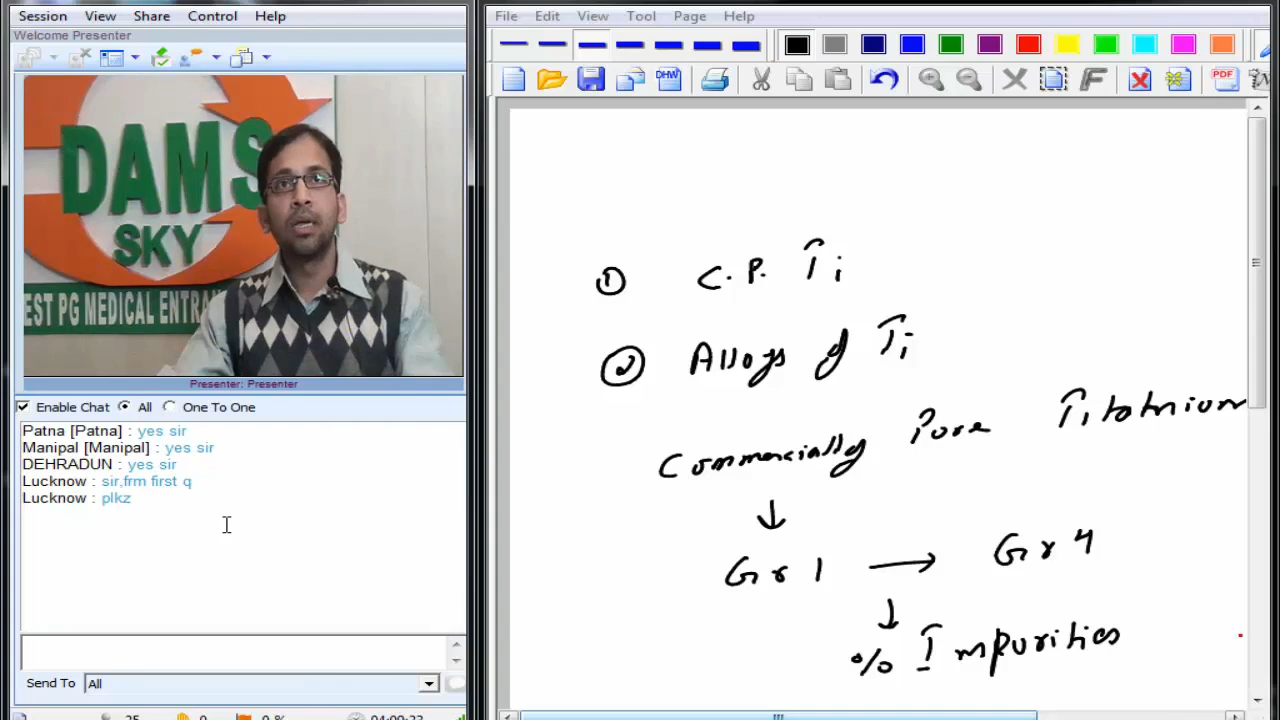 Session View Share Control Help
Welcome Presenter
DAMS
SKY
EST PG MEDICAL ENTRAN
Presenter: Presenter
Enable Chat All One To One
Patna [Patna] : yes sir
Manipal [Manipal] : yes sir
DEHRADUN : yes sir
Lucknow : sir,frm first q
Lucknow : plkz
Send To All
File Edit View Tool Page Help
DHW
PDF
① C.P. Ti
② Alloys of Ti
Commercially Pure Titatnium
↓
Gr 1 → Gr 4
↓
% Impurities